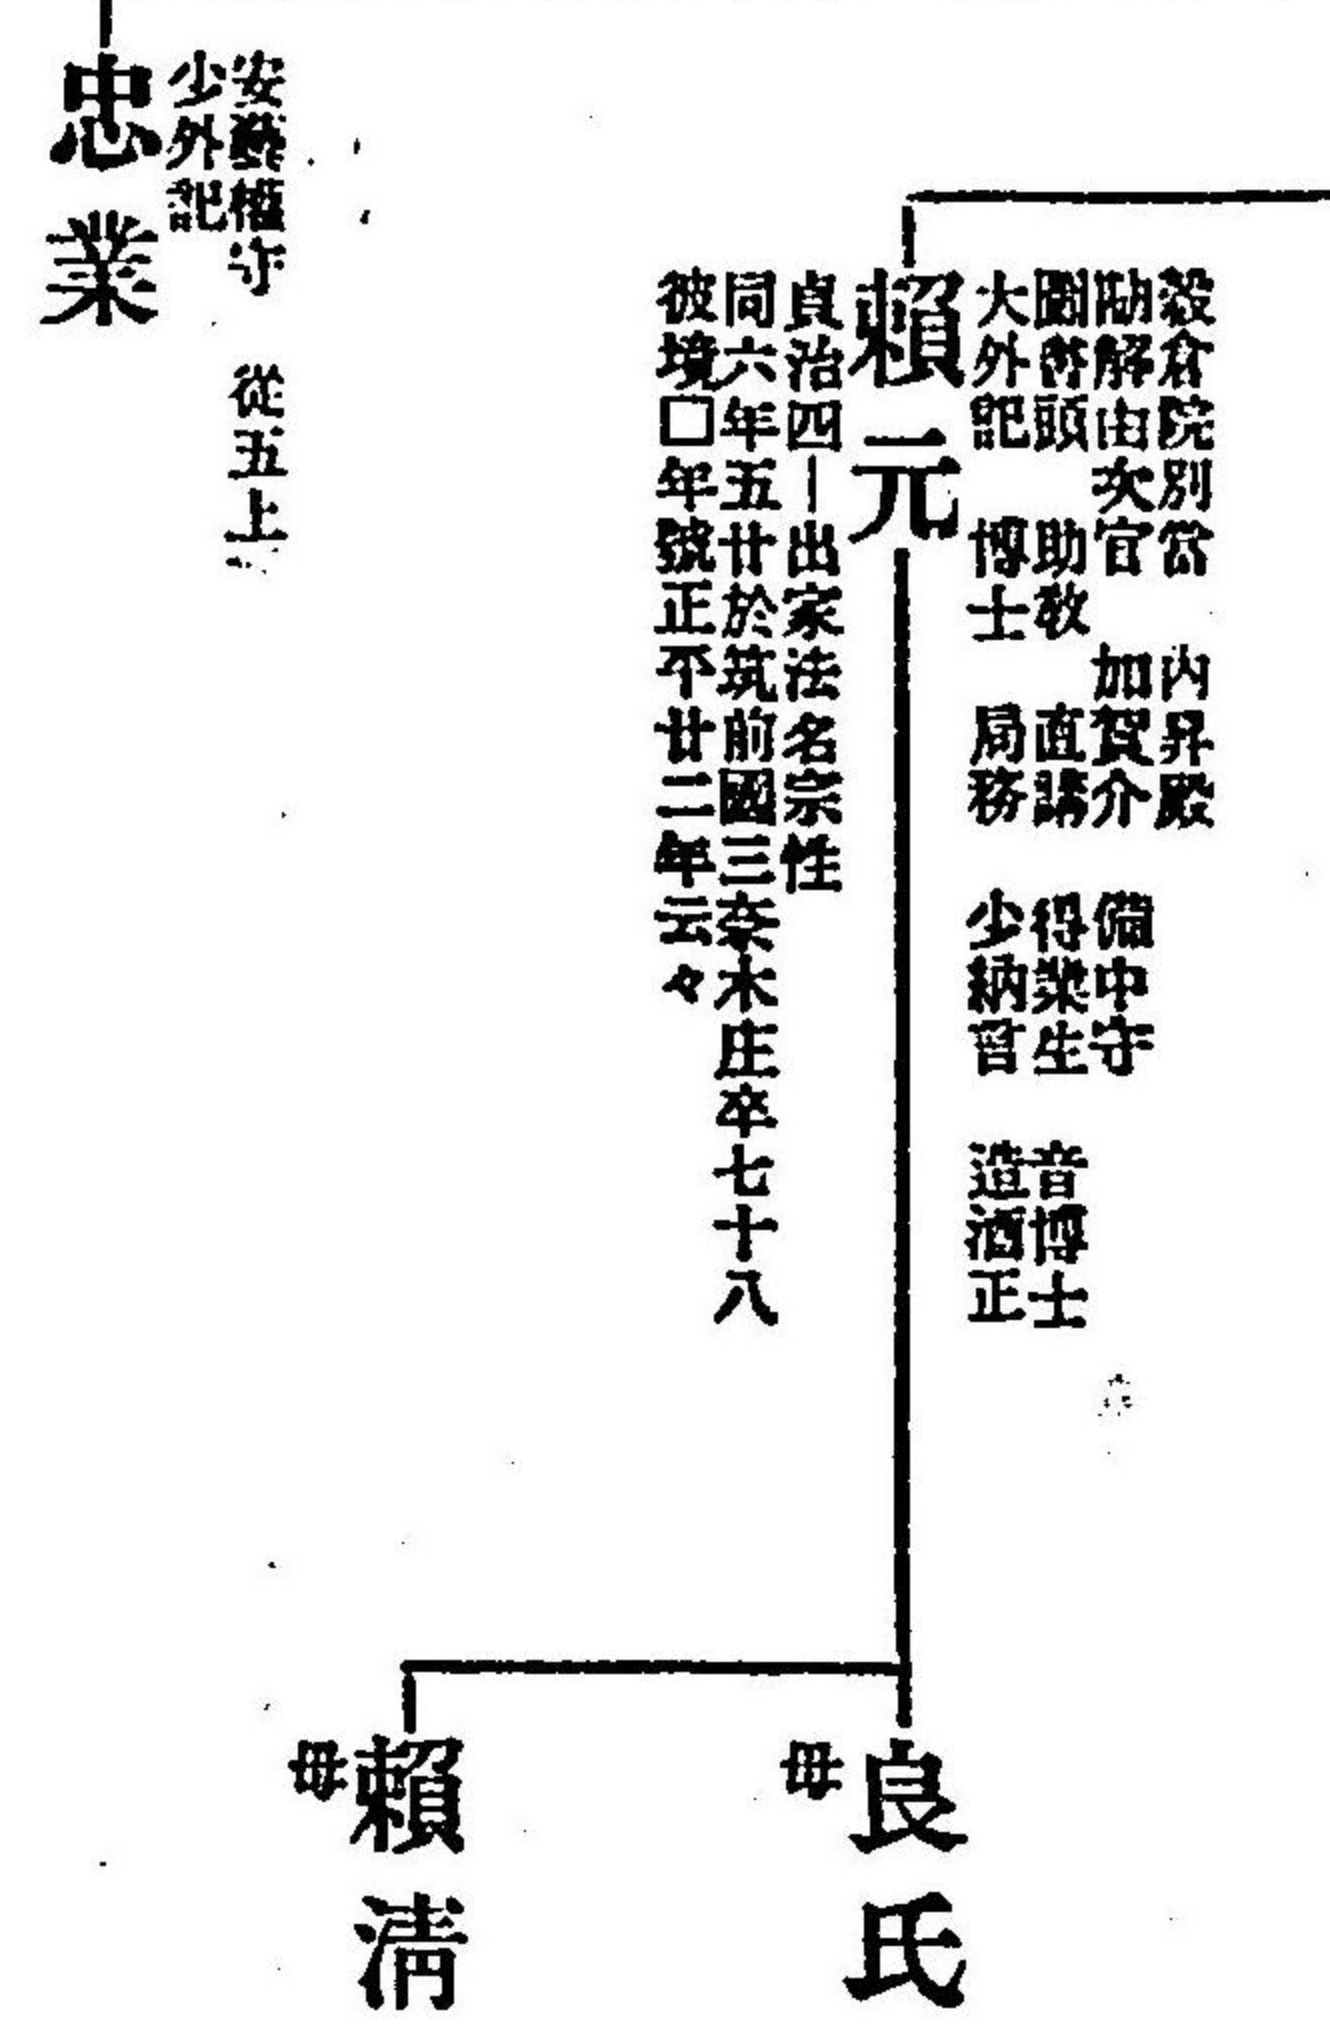 穀倉院別當　内昇殿
勘解由次官　加賀介　備中守
圖書頭　助敎　直講　得業生　音博士
大外記　博士　局務　少納言　造酒正
賴元
貞治四―出家法名宗性
同六年五廿於筑前國三奈木庄卒七十八
彼境□年號正平廿二年云々
良氏
母
賴淸
母
安藝權守　從五上
少外記
忠業